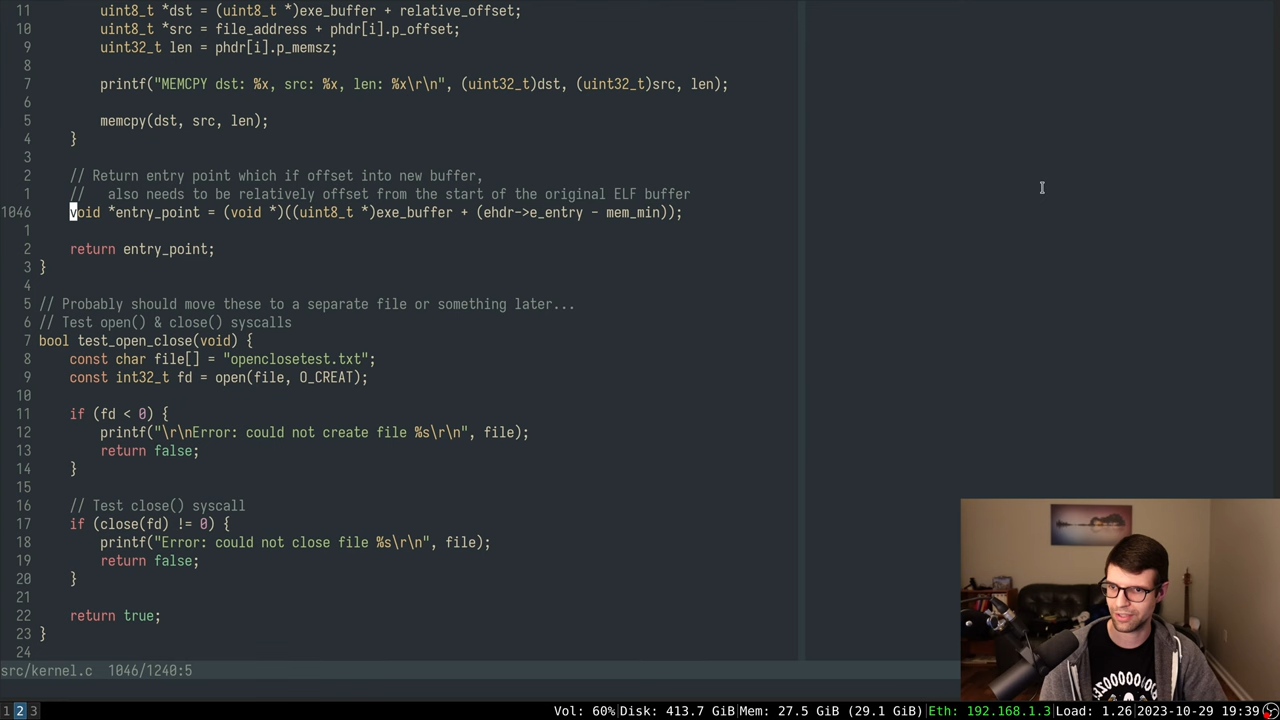 11 uint8_t *dst = (uint8_t *)exe_buffer + relative_offset;
10 uint8_t *src = file_address + phdr[i].p_offset;
9 uint32_t len = phdr[i].p_memsz;
8
7 printf("MEMCPY dst: %x, src: %x, len: %x\r\n", (uint32_t)dst, (uint32_t)src, len);
6
5 memcpy(dst, src, len);
4 }
3
2 // Return entry point which if offset into new buffer,
1 //   also needs to be relatively offset from the start of the original ELF buffer
1046 void *entry_point = (void *)((uint8_t *)exe_buffer + (ehdr->e_entry - mem_min));
1
2 return entry_point;
3 }
4
5 // Probably should move these to a separate file or something later...
6 // Test open() & close() syscalls
7 bool test_open_close(void) {
8 const char file[] = "openclosetest.txt";
9 const int32_t fd = open(file, O_CREAT);
10
11 if (fd < 0) {
12 printf("\r\nError: could not create file %s\r\n", file);
13 return false;
14 }
15
16 // Test close() syscall
17 if (close(fd) != 0) {
18 printf("Error: could not close file %s\r\n", file);
19 return false;
20 }
21
22 return true;
23 }
24
src/kernel.c 1046/1240:5
1 2 3 Vol: 60%|Disk: 413.7 GiB|Mem: 27.5 GiB (29.1 GiB)|Eth: 192.168.1.3|Load: 1.26 2023-10-29 19:39